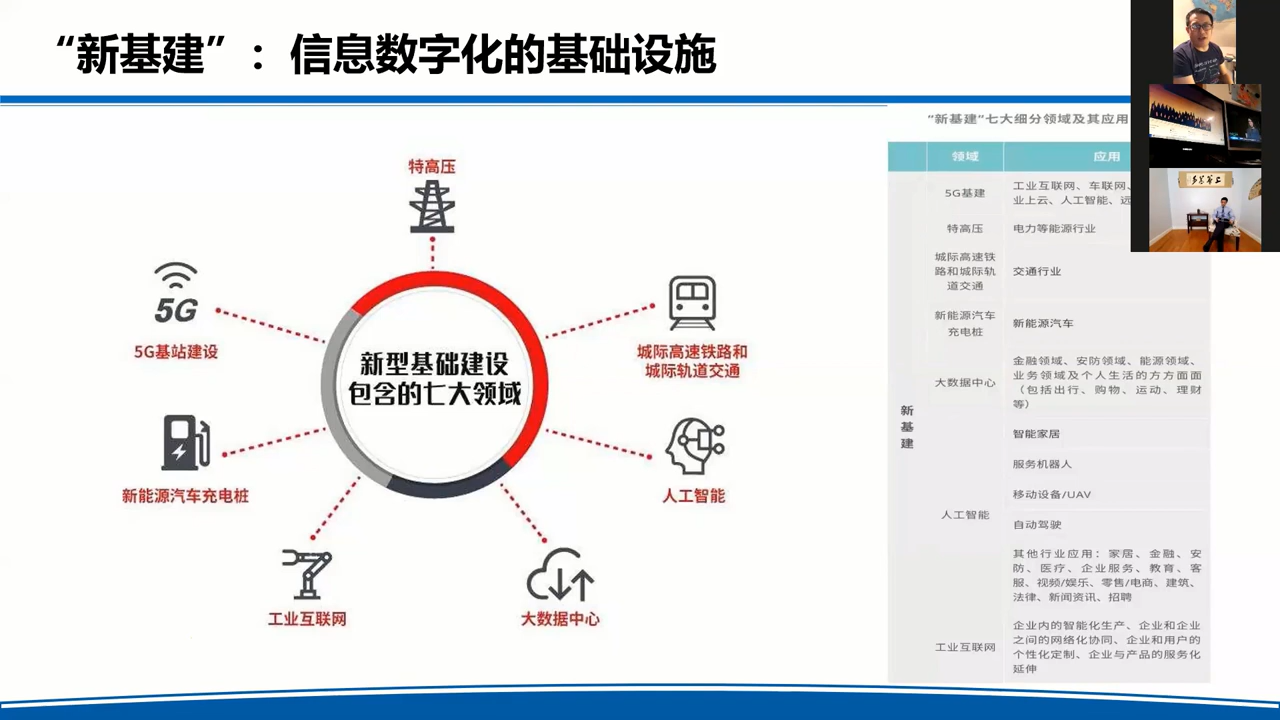 “新基建”：信息数字化的基础设施
特高压
5G
5G基站建设
城际高速铁路和
城际轨道交通
新型基础建设
包含的七大领域
新能源汽车充电桩
人工智能
工业互联网
大数据中心
“新基建”七大细分领域及其应用
领域
应用
5G基建
工业互联网、车联网、
业上云、人工智能、远
特高压
电力等能源行业
城际高速铁
路和城际轨
道交通
交通行业
新能源汽车
充电桩
新能源汽车
大数据中心
金融领域、安防领域、能源领域、
业务领域及个人生活的方方面面
（包括出行、购物、运动、理财
等）
新
基
建
人工智能
智能家居
服务机器人
移动设备/UAV
自动驾驶
其他行业应用：家居、金融、安
防、医疗、企业服务、教育、客
服、视频/娱乐、零售/电商、建筑、
法律、新闻资讯、招聘
工业互联网
企业内的智能化生产、企业和企业
之间的网络化协同、企业和用户的
个性化定制、企业与产品的服务化
延伸